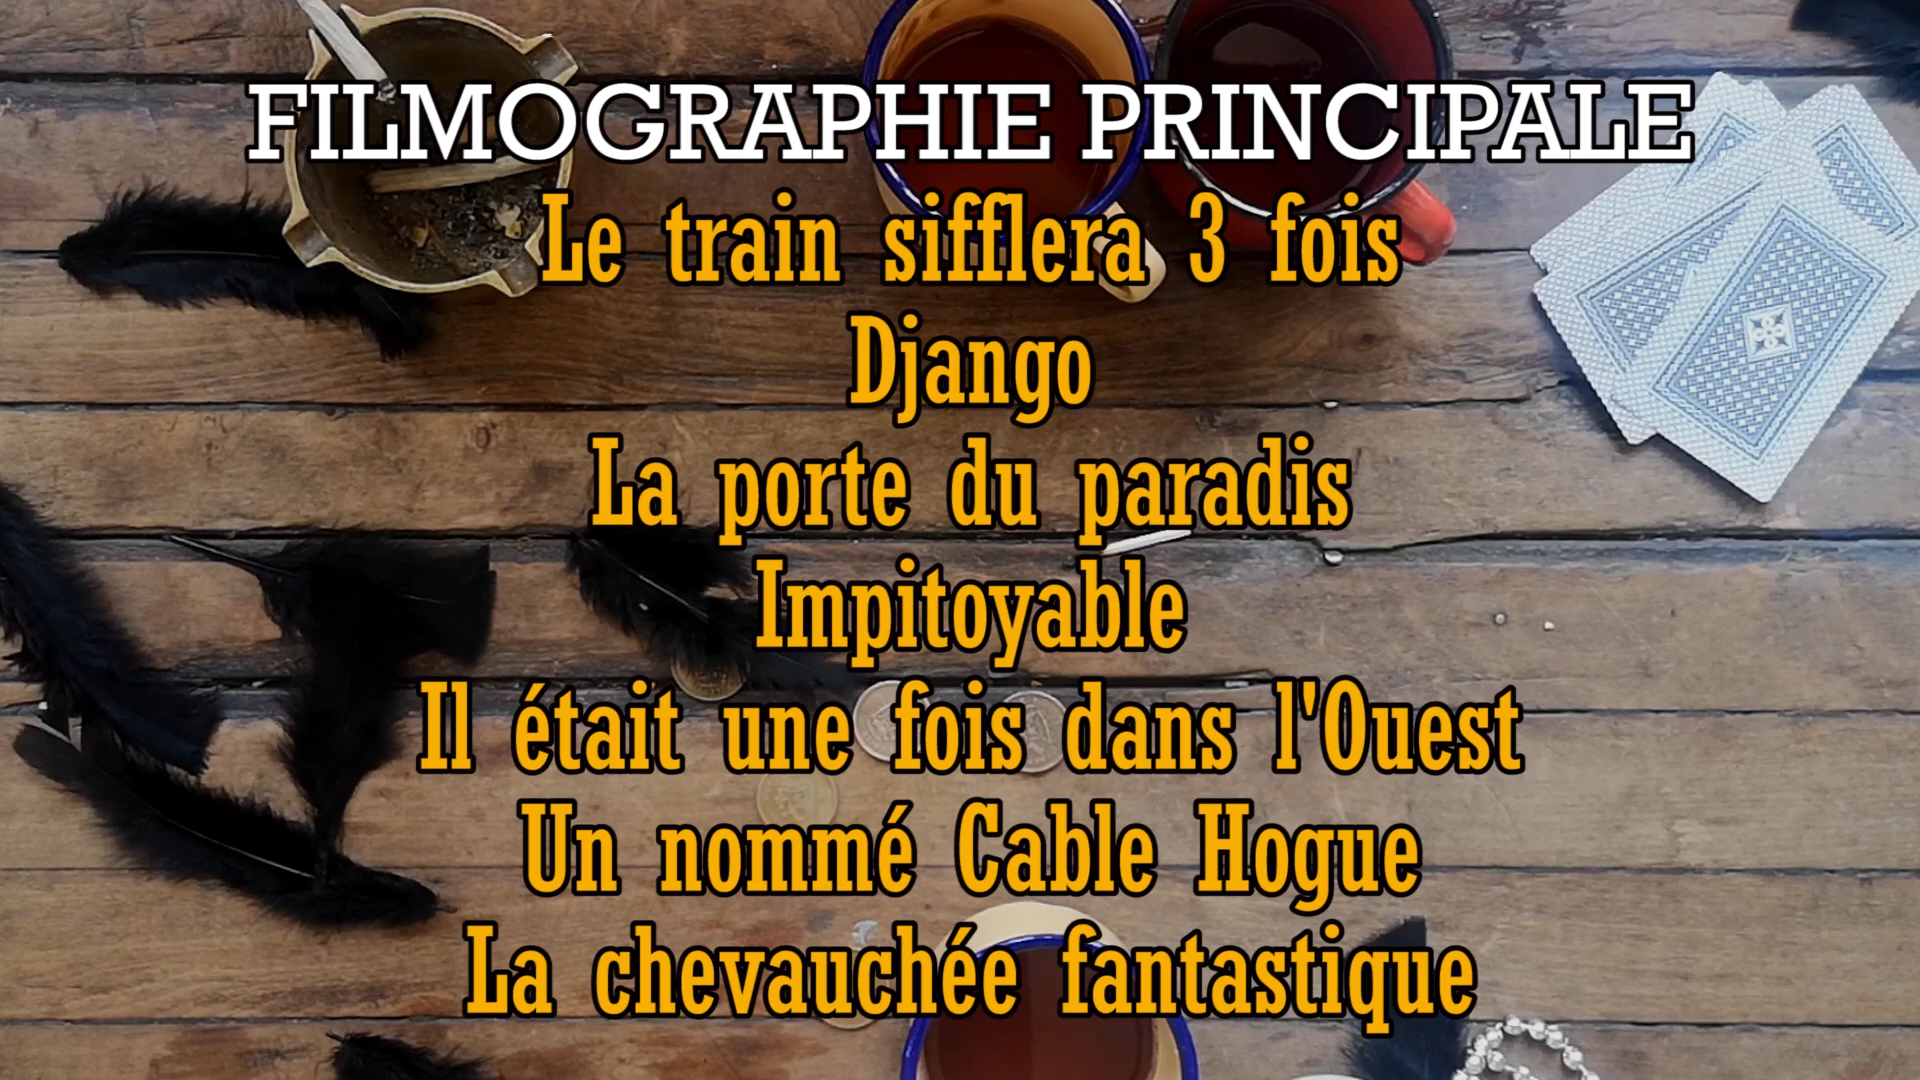 FILMOGRAPHIE PRINCIPALE
Le train sifflera 3 fois
Django
La porte du paradis
Impitoyable
Il était une fois dans l'Ouest
Un nommé Cable Hogue
La chevauchée fantastique